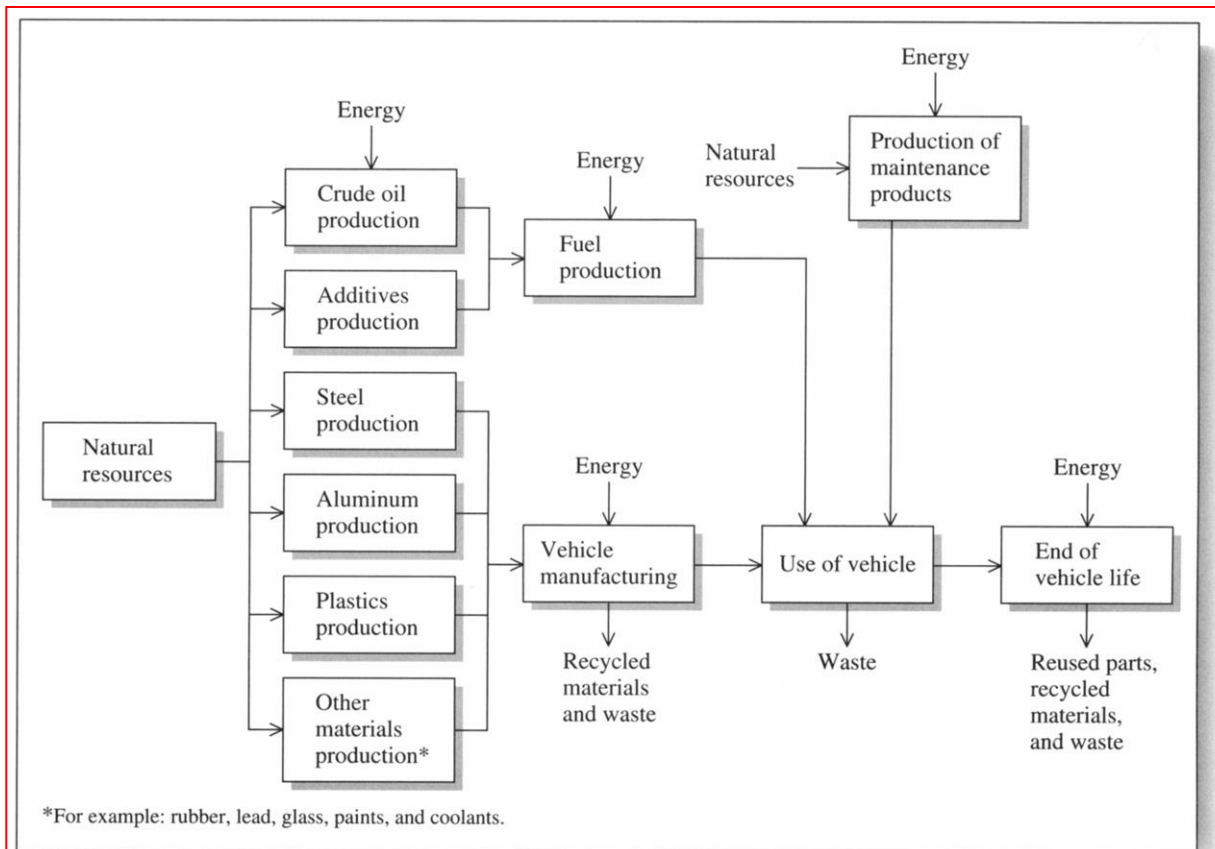 Energy
Energy
Crude oil
production
Additives
production
Energy
Fuel
production
Natural
resources
Production of
maintenance
products
Natural
resources
Steel
production
Aluminum
production
Plastics
production
Other
materials
production*
Energy
Vehicle
manufacturing
Recycled
materials
and waste
Use of vehicle
Waste
Energy
End of
vehicle life
Reused parts,
recycled
materials,
and waste
*For example: rubber, lead, glass, paints, and coolants.